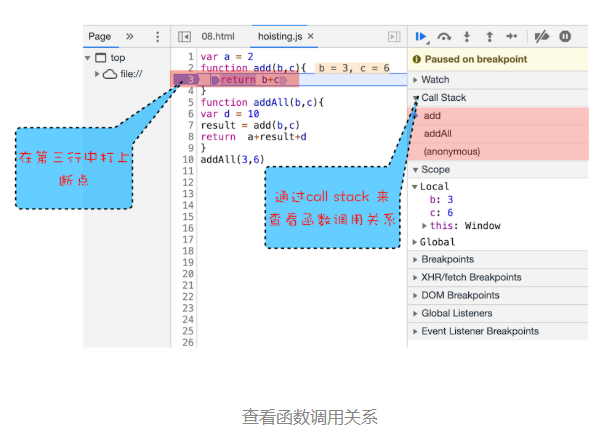 Page » 08.html hoisting.js ×
top
file://
1 var a = 2
2 function add(b,c){ b = 3, c = 6
3 return b+c
4 }
5 function addAll(b,c){
6 var d = 10
7 result = add(b,c)
8 return a+result+d
9 }
10 addAll(3,6)
11
12
13
14
15
16
17
18
19
20
21
22
23
24
25
26
在第三行中打上
断点
通过call stack 来
查看函数调用关系
Paused on breakpoint
Watch
Call Stack
add
addAll
(anonymous)
Scope
Local
b: 3
c: 6
this: Window
Global
Breakpoints
XHR/fetch Breakpoints
DOM Breakpoints
Global Listeners
Event Listener Breakpoints
查看函数调用关系